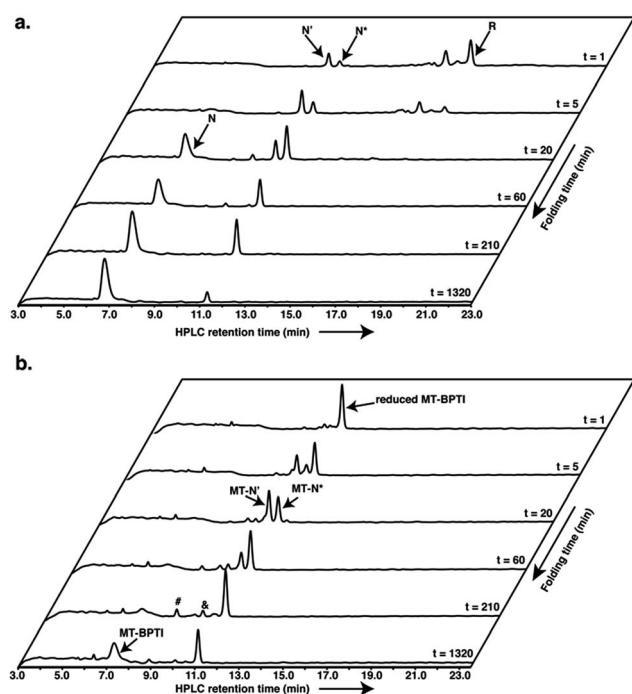 a.
N'
N*
R
t = 1
t = 5
N
t = 20
t = 60
t = 210
t = 1320
Folding time (min)
3.0 5.0 7.0 9.0 11.0 13.0 15.0 17.0 19.0 21.0 23.0
HPLC retention time (min)
b.
reduced MT-BPTI
t = 1
t = 5
MT-N'
MT-N*
t = 20
t = 60
#
&
t = 210
MT-BPTI
t = 1320
Folding time (min)
3.0 5.0 7.0 9.0 11.0 13.0 15.0 17.0 19.0 21.0 23.0
HPLC retention time (min)